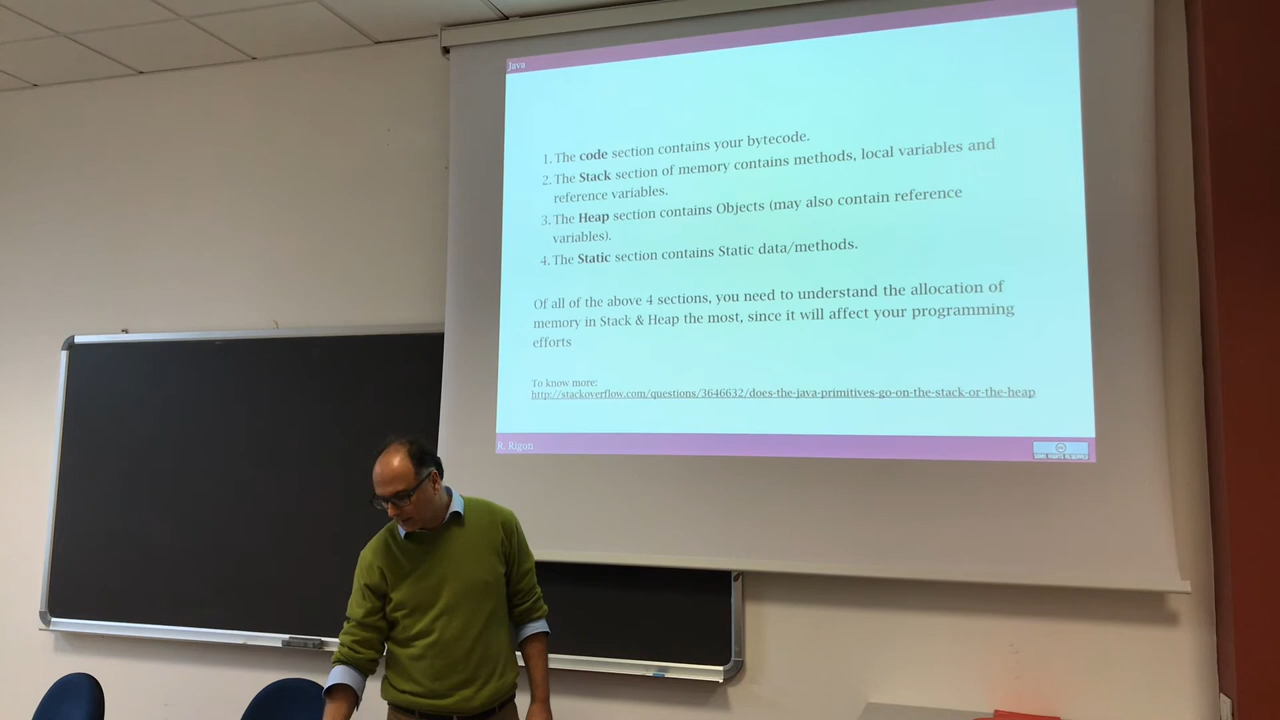 Java
1. The code section contains your bytecode.
2. The Stack section of memory contains methods, local variables and
reference variables.
3. The Heap section contains Objects (may also contain reference
variables).
4. The Static section contains Static data/methods.
Of all of the above 4 sections, you need to understand the allocation of
memory in Stack & Heap the most, since it will affect your programming
efforts
To know more:
http://stackoverflow.com/questions/3646632/does-the-java-primitives-go-on-the-stack-or-the-heap
R. Rigon
SOME RIGHTS RESERVED